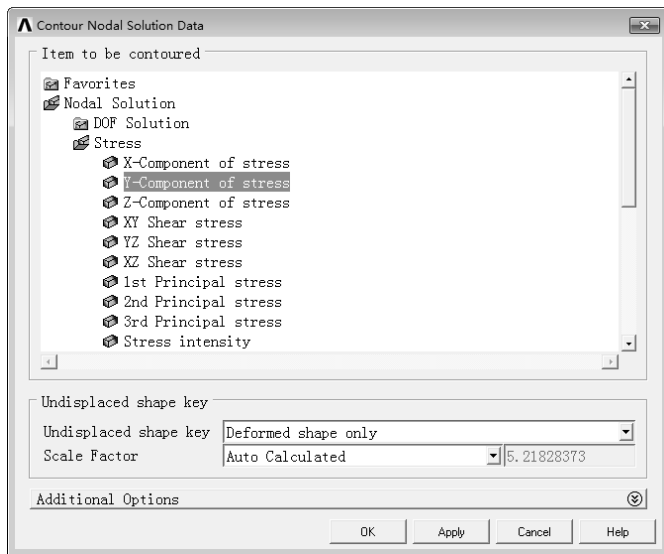 Contour Nodal Solution Data
Item to be contoured
Favorites
Nodal Solution
DOF Solution
Stress
X-Component of stress
Y-Component of stress
Z-Component of stress
XY Shear stress
YZ Shear stress
XZ Shear stress
1st Principal stress
2nd Principal stress
3rd Principal stress
Stress intensity
Undisplaced shape key
Undisplaced shape key Deformed shape only
Scale Factor Auto Calculated 5.21828373
Additional Options
OK Apply Cancel Help